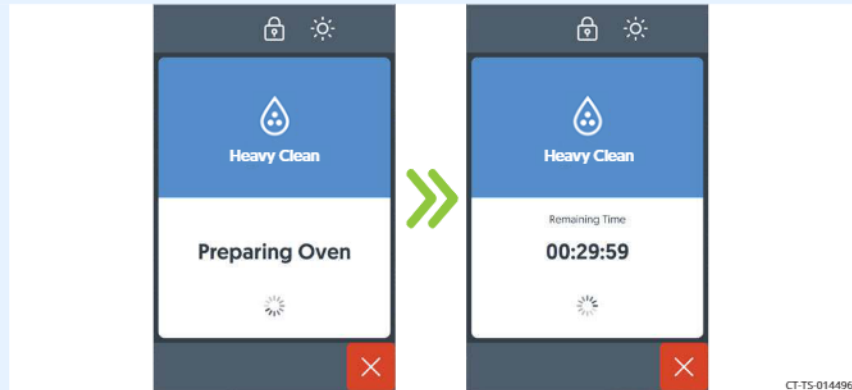 Heavy Clean
Preparing Oven
Heavy Clean
Remaining Time
00:29:59
CT-TS-014496